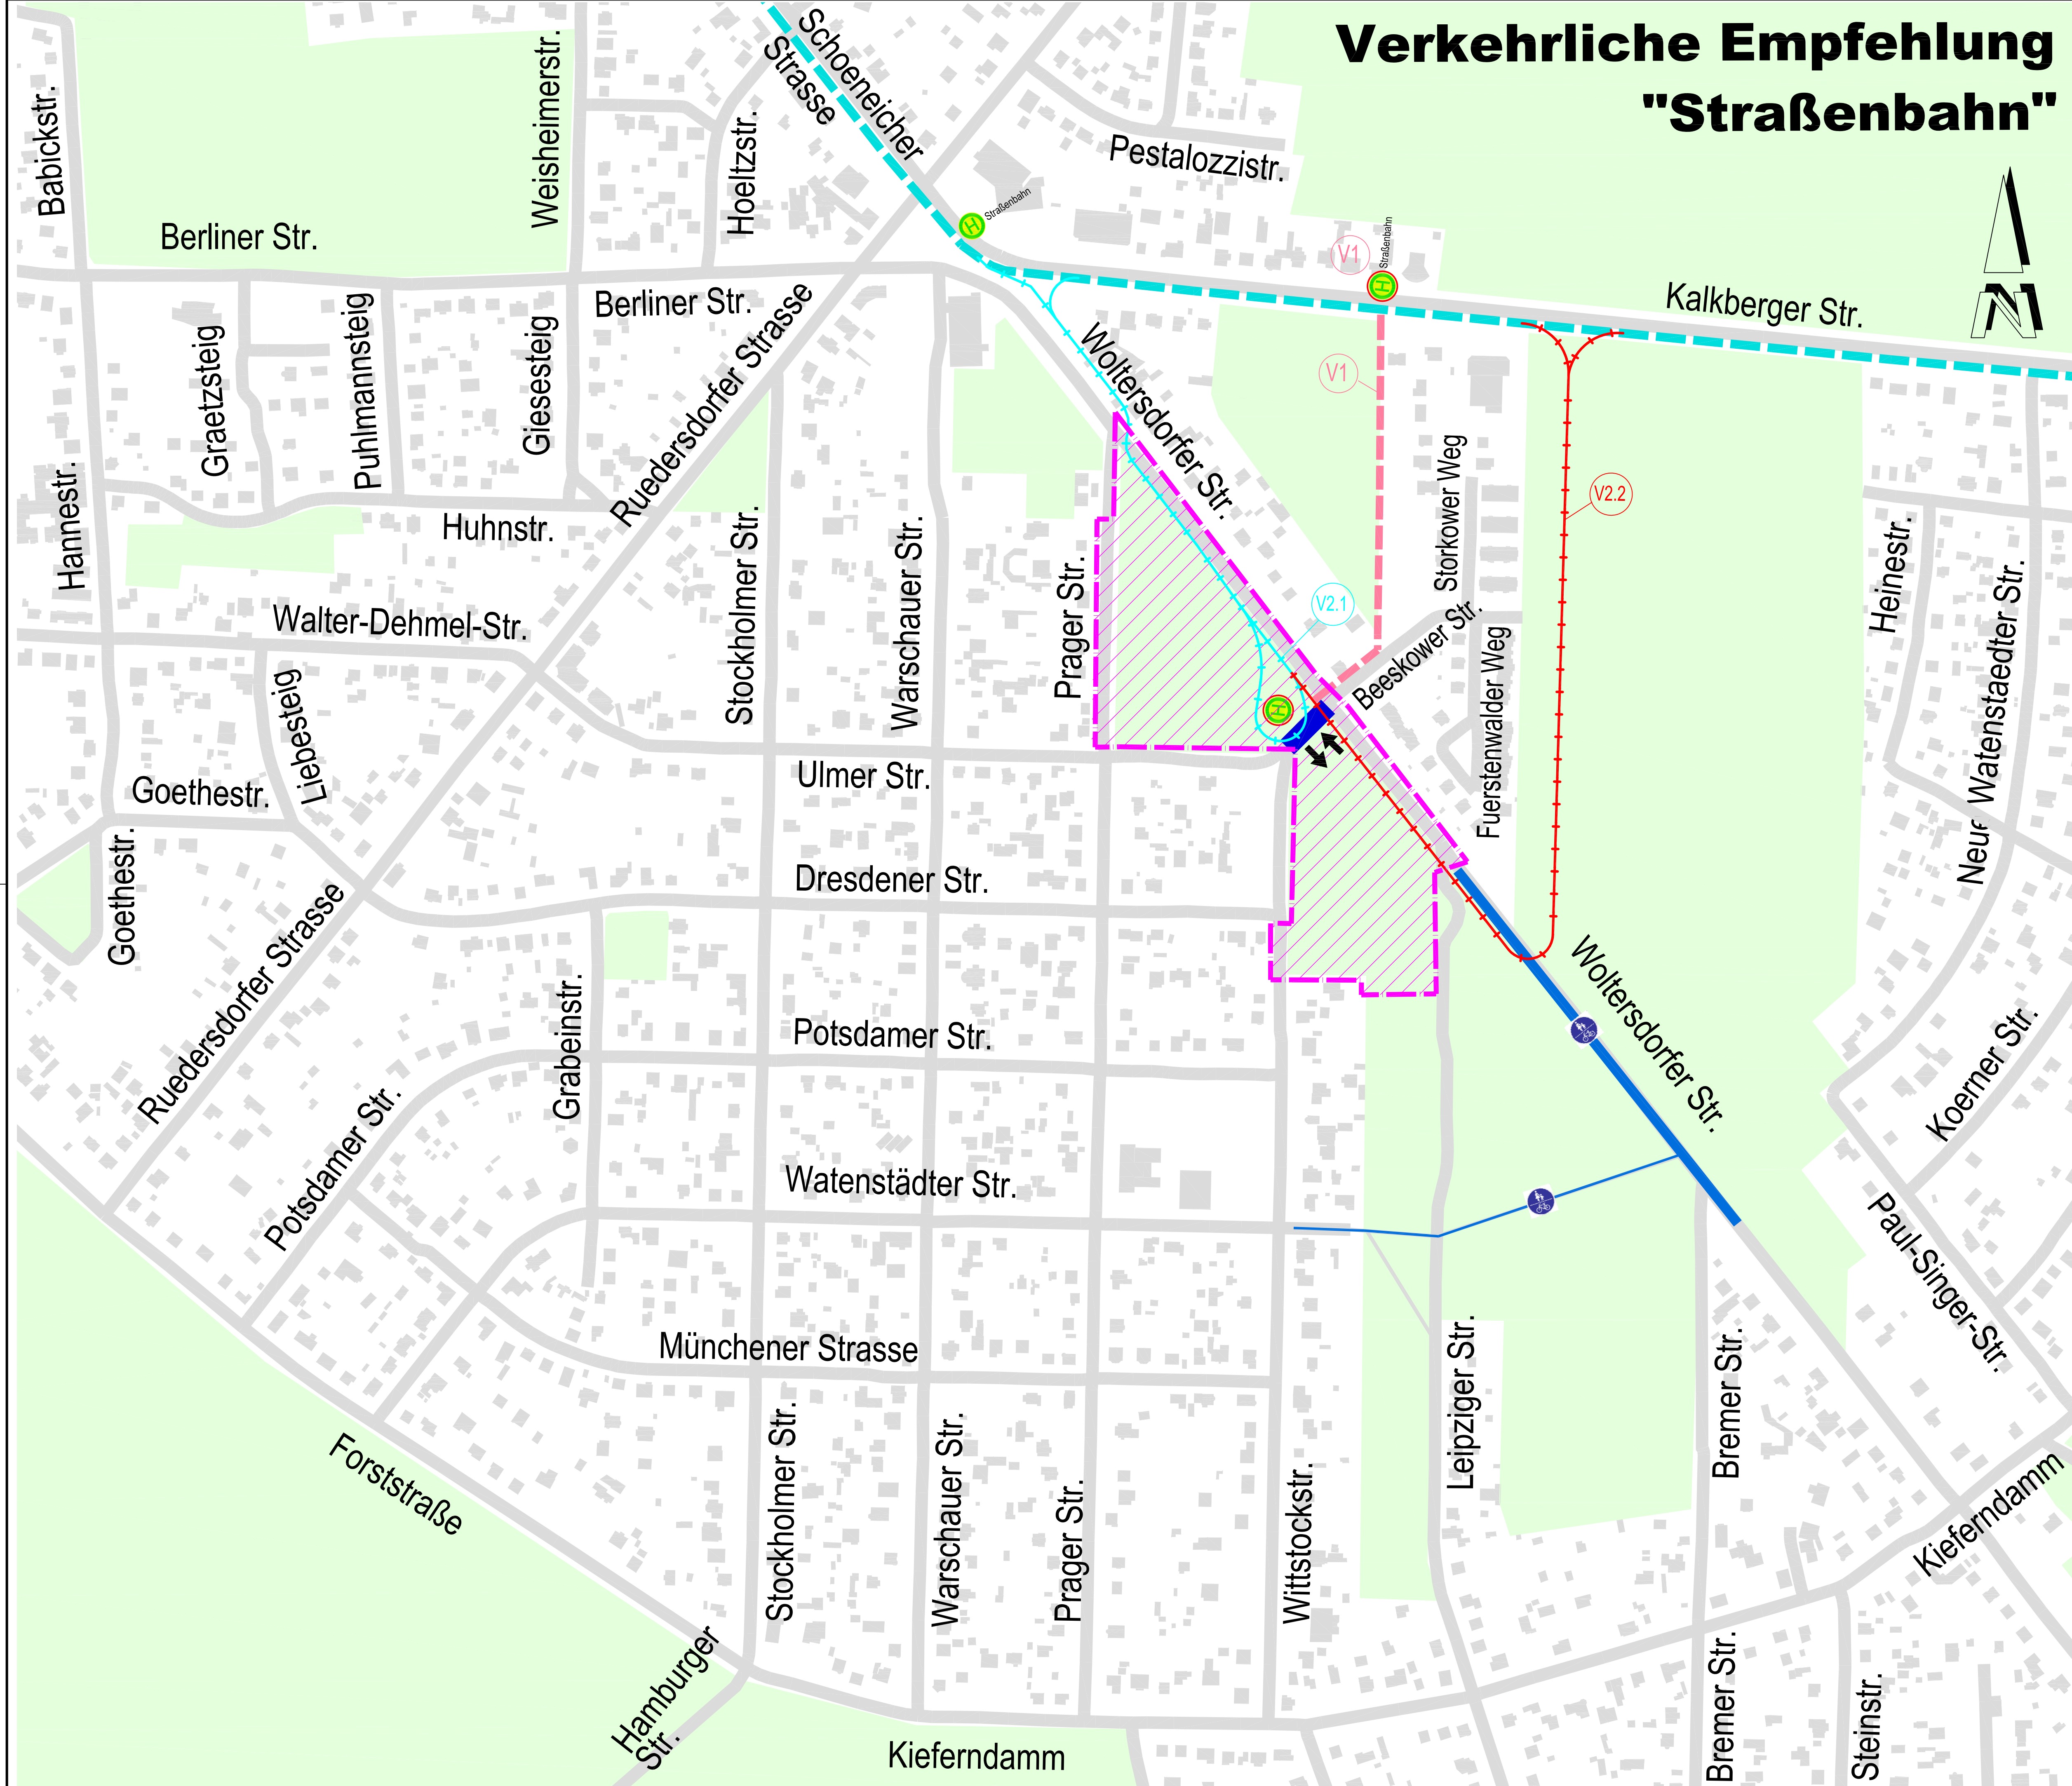 Verkehrliche Empfehlung
"Straßenbahn"
N
Schoeneicher
Strasse
Babickstr.
Weisheimerstr.
Hoeltzstr.
Pestalozzistr.
Straßenbahn
H
Straßenbahn
H
V1
Berliner Str.
Berliner Str.
Kalkberger Str.
Graetzsteig
Puhlmannsteig
Giesesteig
Ruedersdorfer Strasse
Woltersdorfer Str.
V1
Storkower Weg
V2.2
Hannestr.
Huhnstr.
Stockholmer Str.
Warschauer Str.
Prager Str.
Heinestr.
Neue Watenstaedter Str.
Walter-Dehmel-Str.
V2.1
Beeskower Str.
Fuerstenwalder Weg
H
Liebesteig
Goethestr.
Goethestr.
Ulmer Str.
Dresdener Str.
Ruedersdorfer Strasse
Grabeinstr.
Woltersdorfer Str.
Potsdamer Str.
Potsdamer Str.
Koerner Str.
Watenstädter Str.
Paul-Singer-Str.
Münchener Strasse
Leipziger Str.
Bremer Str.
Forststraße
Stockholmer Str.
Warschauer Str.
Prager Str.
Wittstockstr.
Kieferndamm
Hamburger
Str.
Kieferndamm
Bremer Str.
Steinstr.